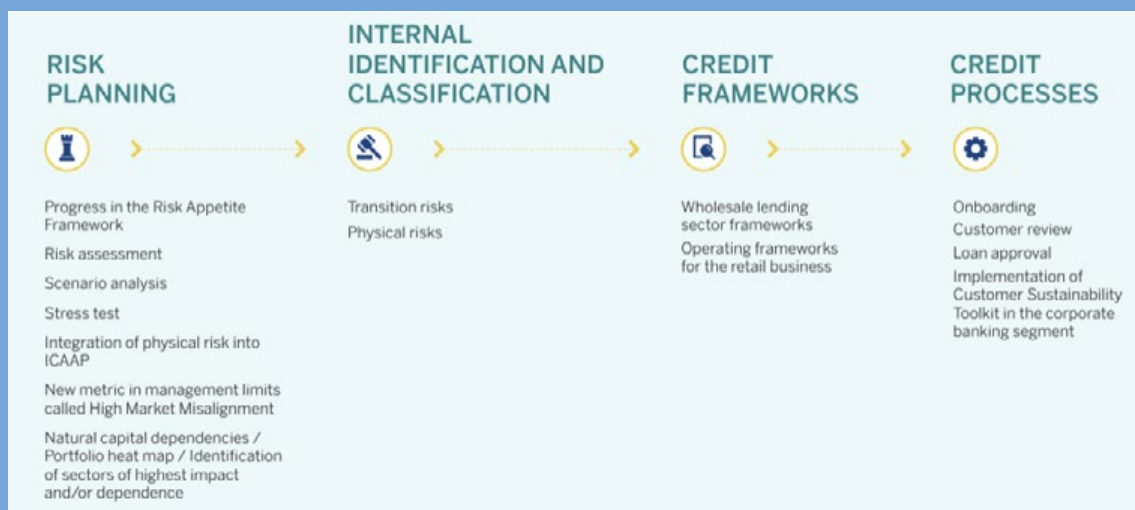 RISK
PLANNING
INTERNAL
IDENTIFICATION AND
CLASSIFICATION
CREDIT
FRAMEWORKS
CREDIT
PROCESSES
Progress in the Risk Appetite
Framework
Risk assessment
Scenario analysis
Stress test
Integration of physical risk into
ICAAP
New metric in management limits
called High Market Misalignment
Natural capital dependencies /
Portfolio heat map / Identification
of sectors of highest impact
and/or dependence
Transition risks
Physical risks
Wholesale lending
sector frameworks
Operating frameworks
for the retail business
Onboarding
Customer review
Loan approval
Implementation of
Customer Sustainability
Toolkit in the corporate
banking segment